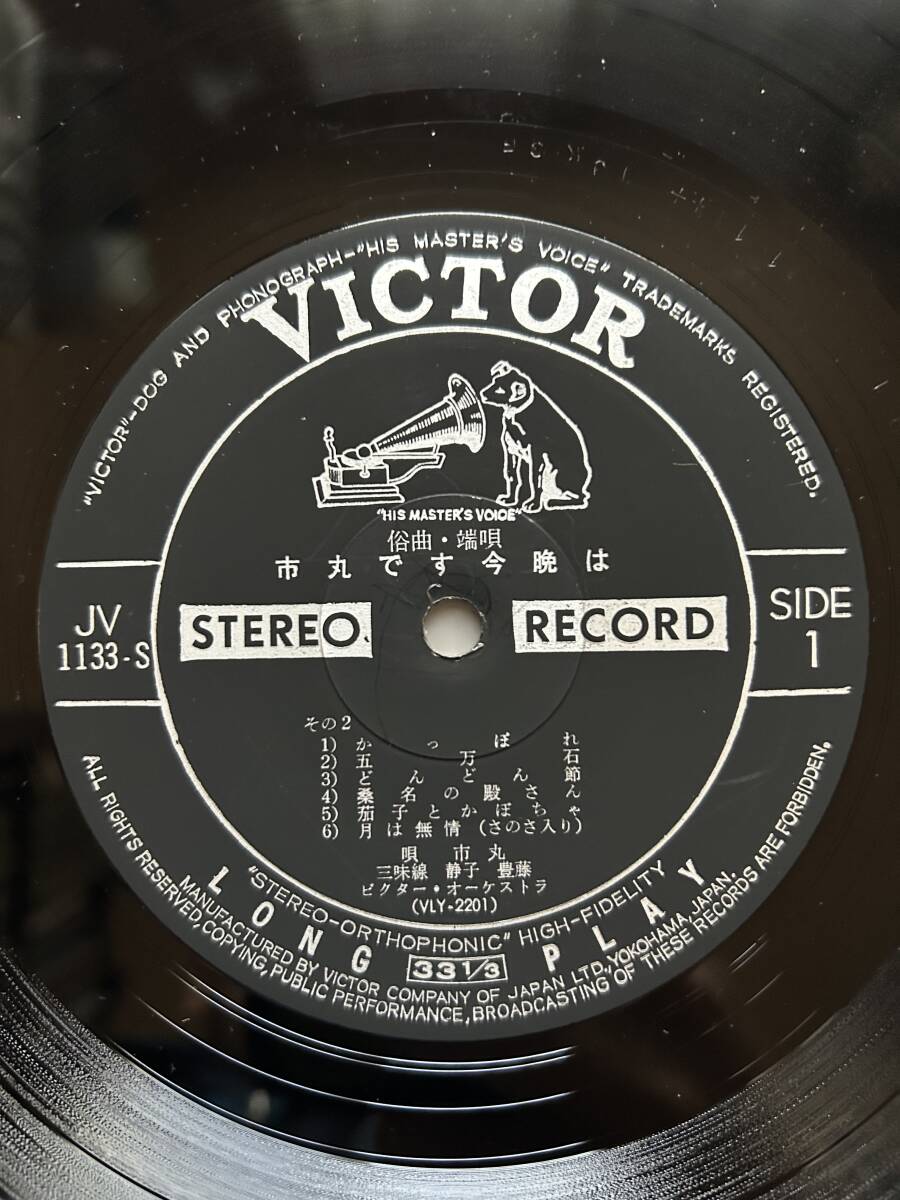 "VICTOR"-DOG AND PHONOGRAPH-"HIS MASTER'S VOICE" TRADEMARKS REGISTERED.
VICTOR
"HIS MASTER'S VOICE"
俗曲・端唄
市丸です今晩は
JV
1133-S
STEREO
RECORD
SIDE
1
その2
1) かっぽれ
2) 五万石
3) どんどん節
4) 桑名の殿さん
5) 茄子とかぼちゃ
6) 月は無情(さのさ入り)
唄 市丸
三味線 静子 豊藤
ビクター・オーケストラ
(VLY-2201)
"STEREO-ORTHOPHONIC" HIGH-FIDELITY
LONG 33 1/3 PLAY
MANUFACTURED BY VICTOR COMPANY OF JAPAN LTD., YOKOHAMA, JAPAN.
ALL RIGHTS RESERVED, COPYING, PUBLIC PERFORMANCE, BROADCASTING OF THESE RECORDS ARE FORBIDDEN.